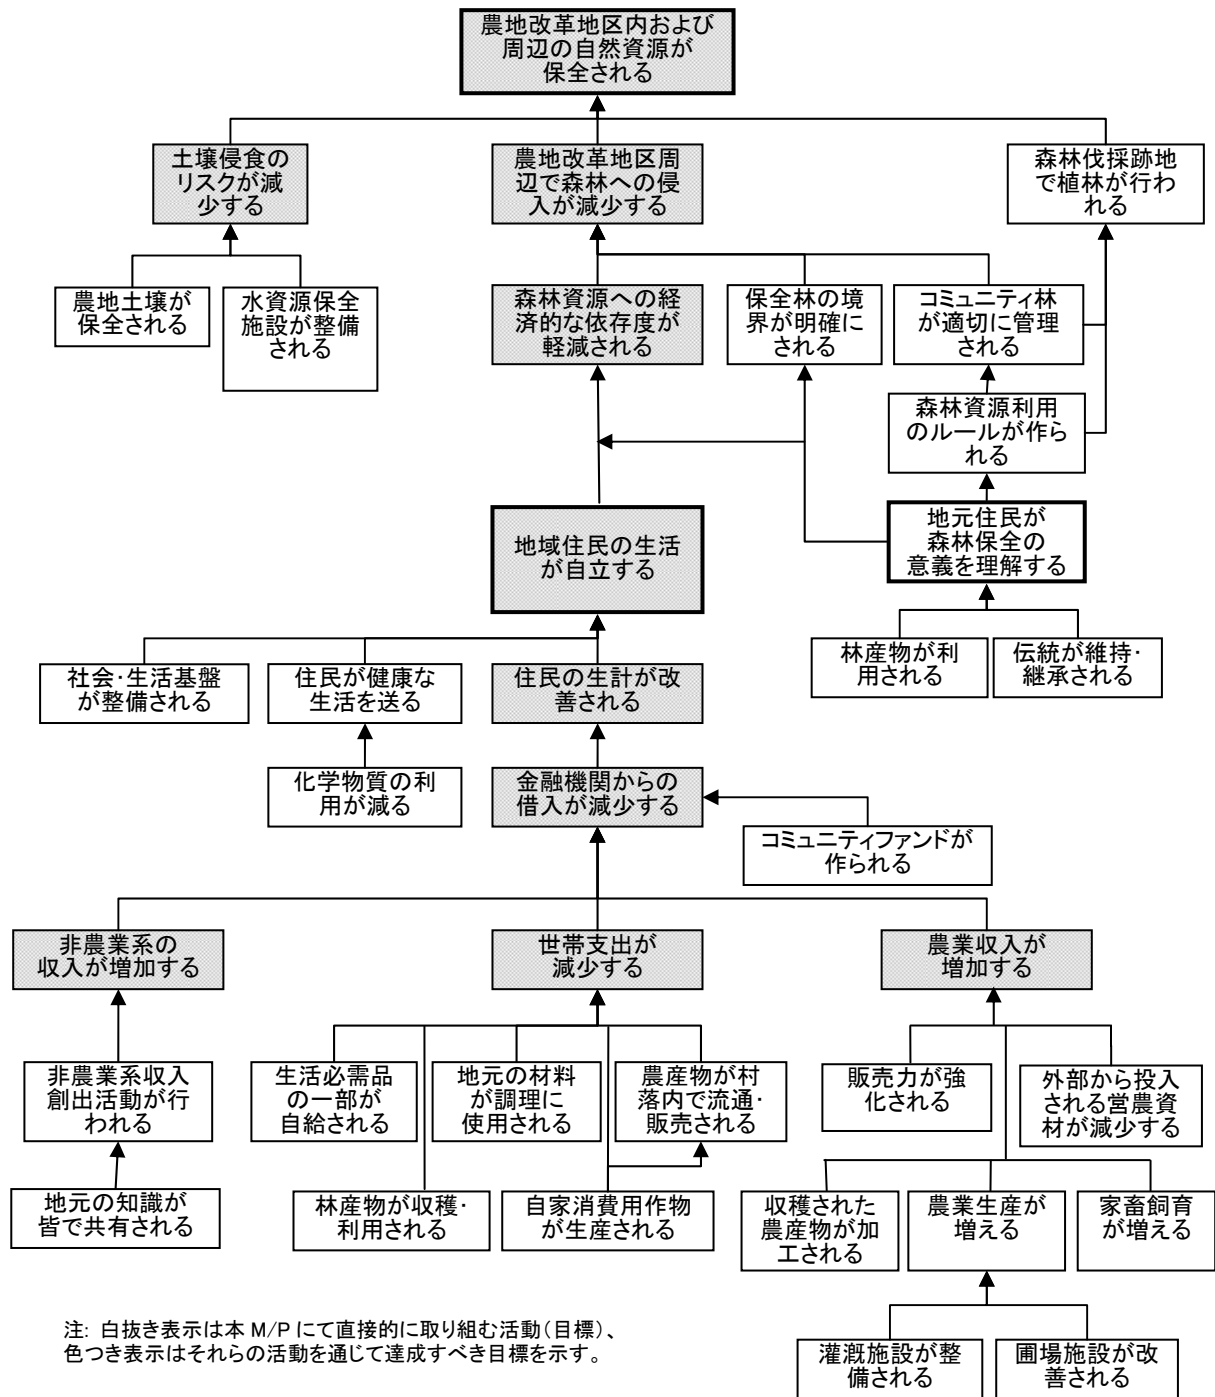 農地改革地区内および
周辺の自然資源が
保全される
土壌侵食の
リスクが減
少する
農地改革地区周
辺で森林への侵
入が減少する
森林伐採跡地
で植林が行わ
れる
農地土壌が
保全される
水資源保全
施設が整備
される
森林資源への経
済的な依存度が
軽減される
保全林の境
界が明確に
される
コミュニティ林
が適切に管理
される
森林資源利用
のルールが作ら
れる
地域住民の生活
が自立する
地元住民が
森林保全の
意義を理解する
林産物が利
用される
伝統が維持・
継承される
社会・生活基盤
が整備される
住民が健康な
生活を送る
住民の生計が改
善される
化学物質の利
用が減る
金融機関からの
借入が減少する
コミュニティファンドが
作られる
非農業系の
収入が増加する
世帯支出が
減少する
農業収入が
増加する
非農業系収入
創出活動が行
われる
生活必需品
の一部が
自給される
地元の材料
が調理に
使用される
農産物が村
落内で流通・
販売される
販売力が強
化される
外部から投入
される営農資
材が減少する
地元の知識が
皆で共有される
林産物が収穫・
利用される
自家消費用作物
が生産される
収穫された
農産物が加
工される
農業生産が
増える
家畜飼育
が増える
灌漑施設が整
備される
圃場施設が改
善される
注: 白抜き表示は本 M/P にて直接的に取り組む活動(目標)、
色つき表示はそれらの活動を通じて達成すべき目標を示す。